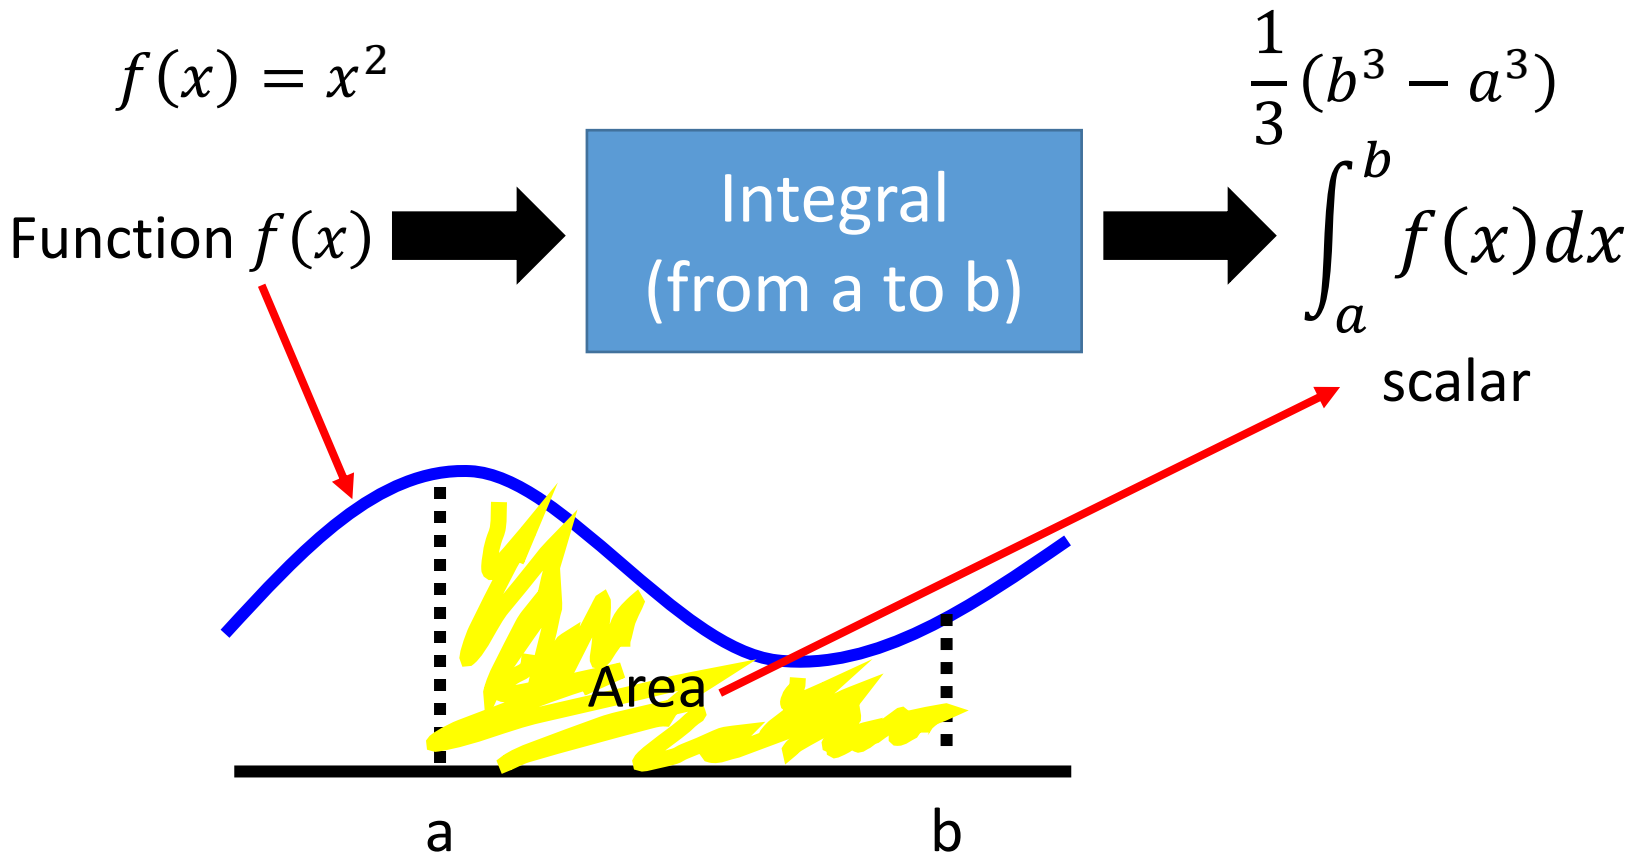 f(x) = x²
1/3 (b³ − a³)
Function f(x)
Integral
(from a to b)
∫ₐᵇ f(x)dx
scalar
Area
a
b